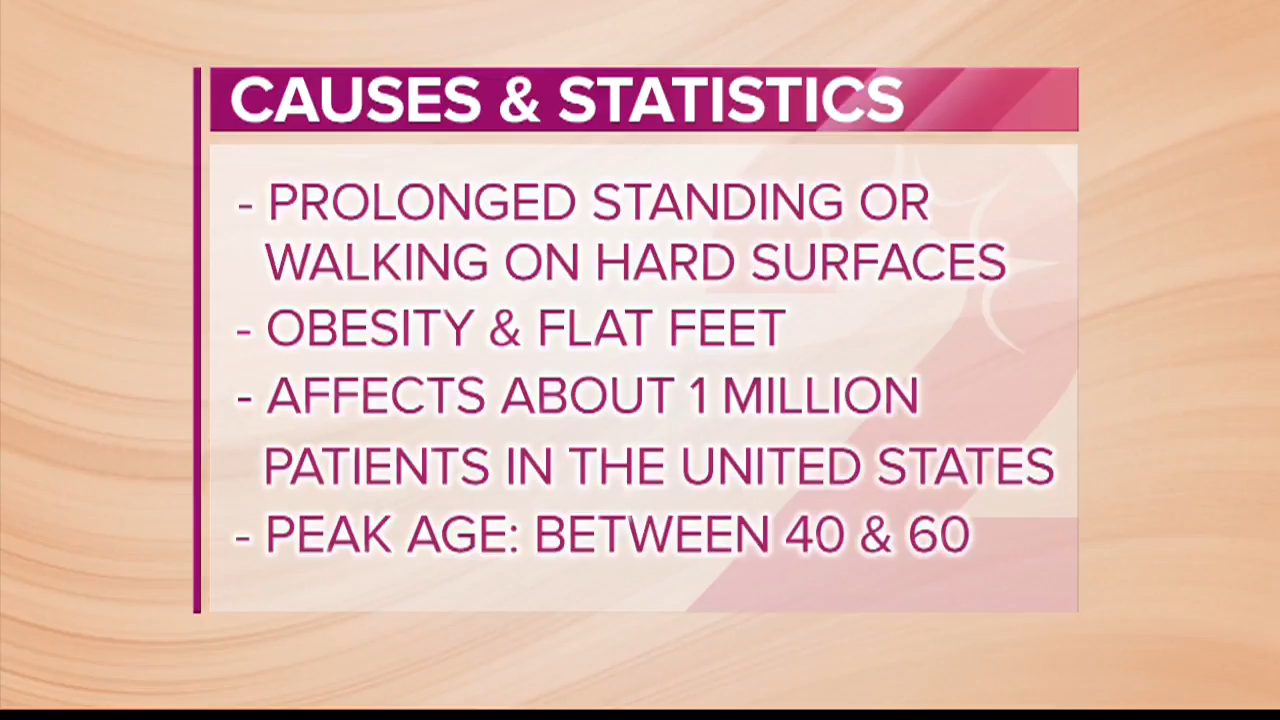 CAUSES & STATISTICS
- PROLONGED STANDING OR
WALKING ON HARD SURFACES
- OBESITY & FLAT FEET
- AFFECTS ABOUT 1 MILLION
PATIENTS IN THE UNITED STATES
- PEAK AGE: BETWEEN 40 & 60